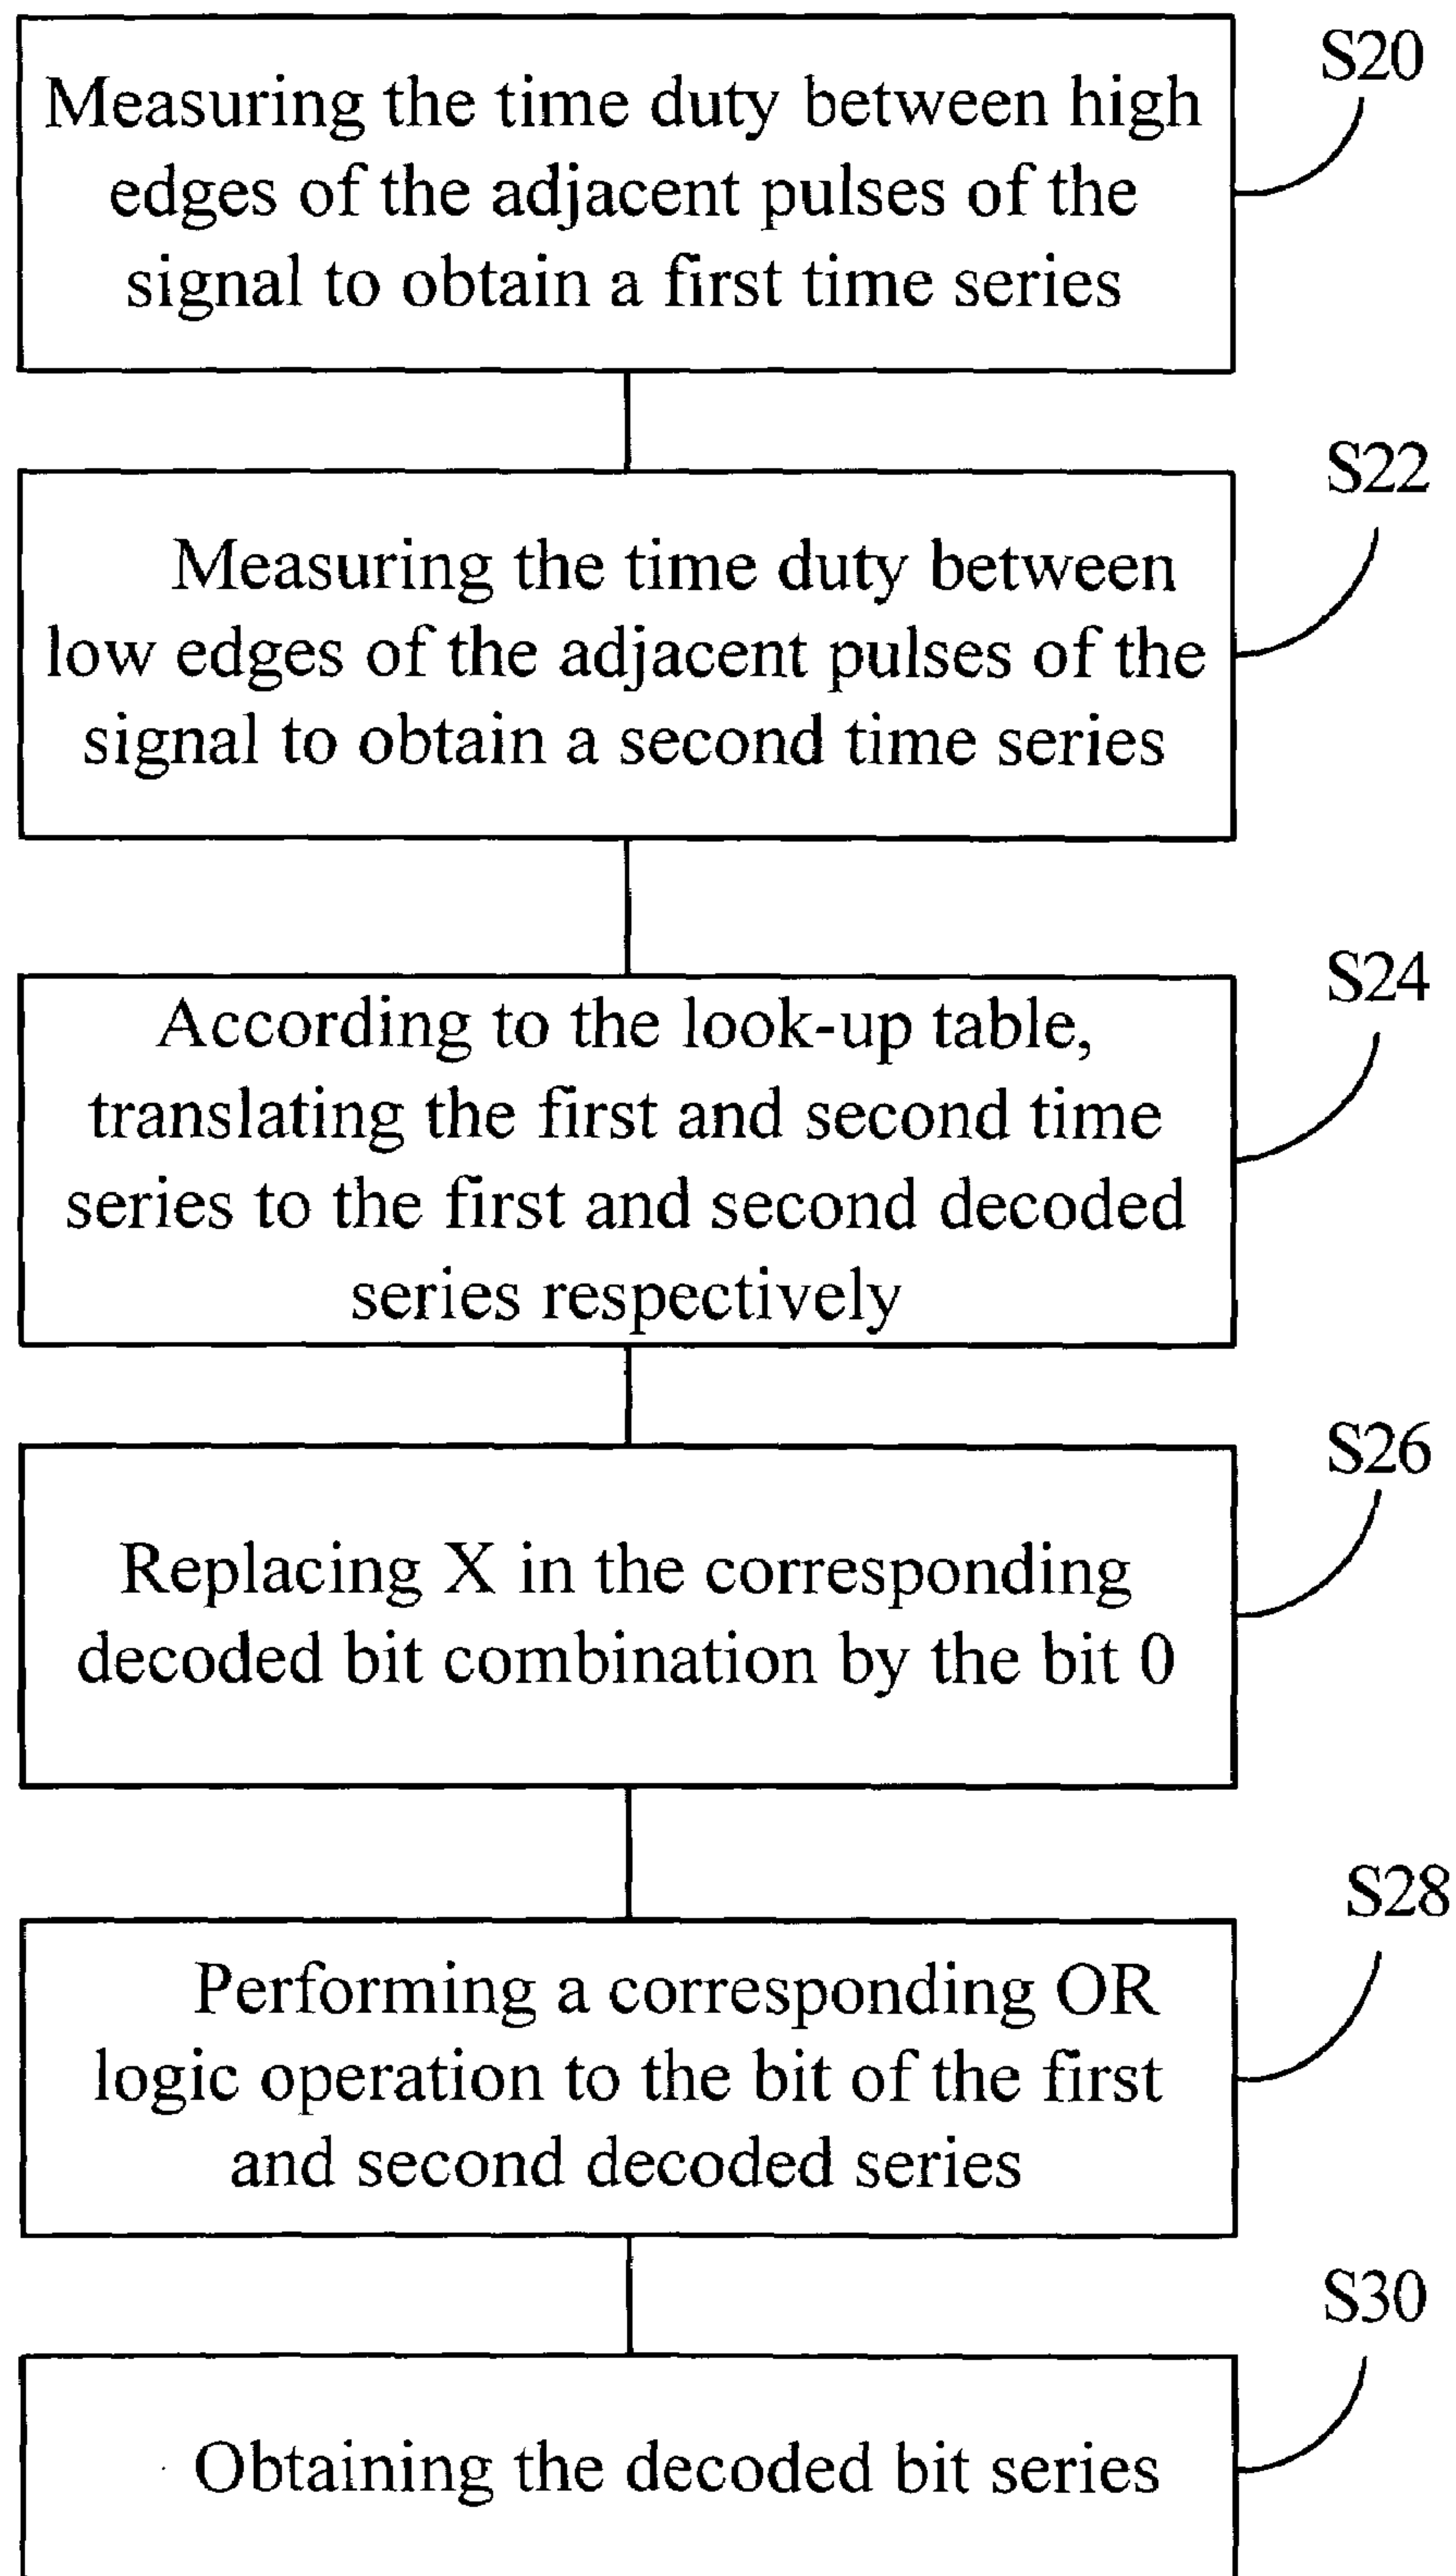 S20
Measuring the time duty between high
edges of the adjacent pulses of the
signal to obtain a first time series
S22
Measuring the time duty between
low edges of the adjacent pulses of the
signal to obtain a second time series
S24
According to the look-up table,
translating the first and second time
series to the first and second decoded
series respectively
S26
Replacing X in the corresponding
decoded bit combination by the bit 0
S28
Performing a corresponding OR
logic operation to the bit of the first
and second decoded series
S30
Obtaining the decoded bit series